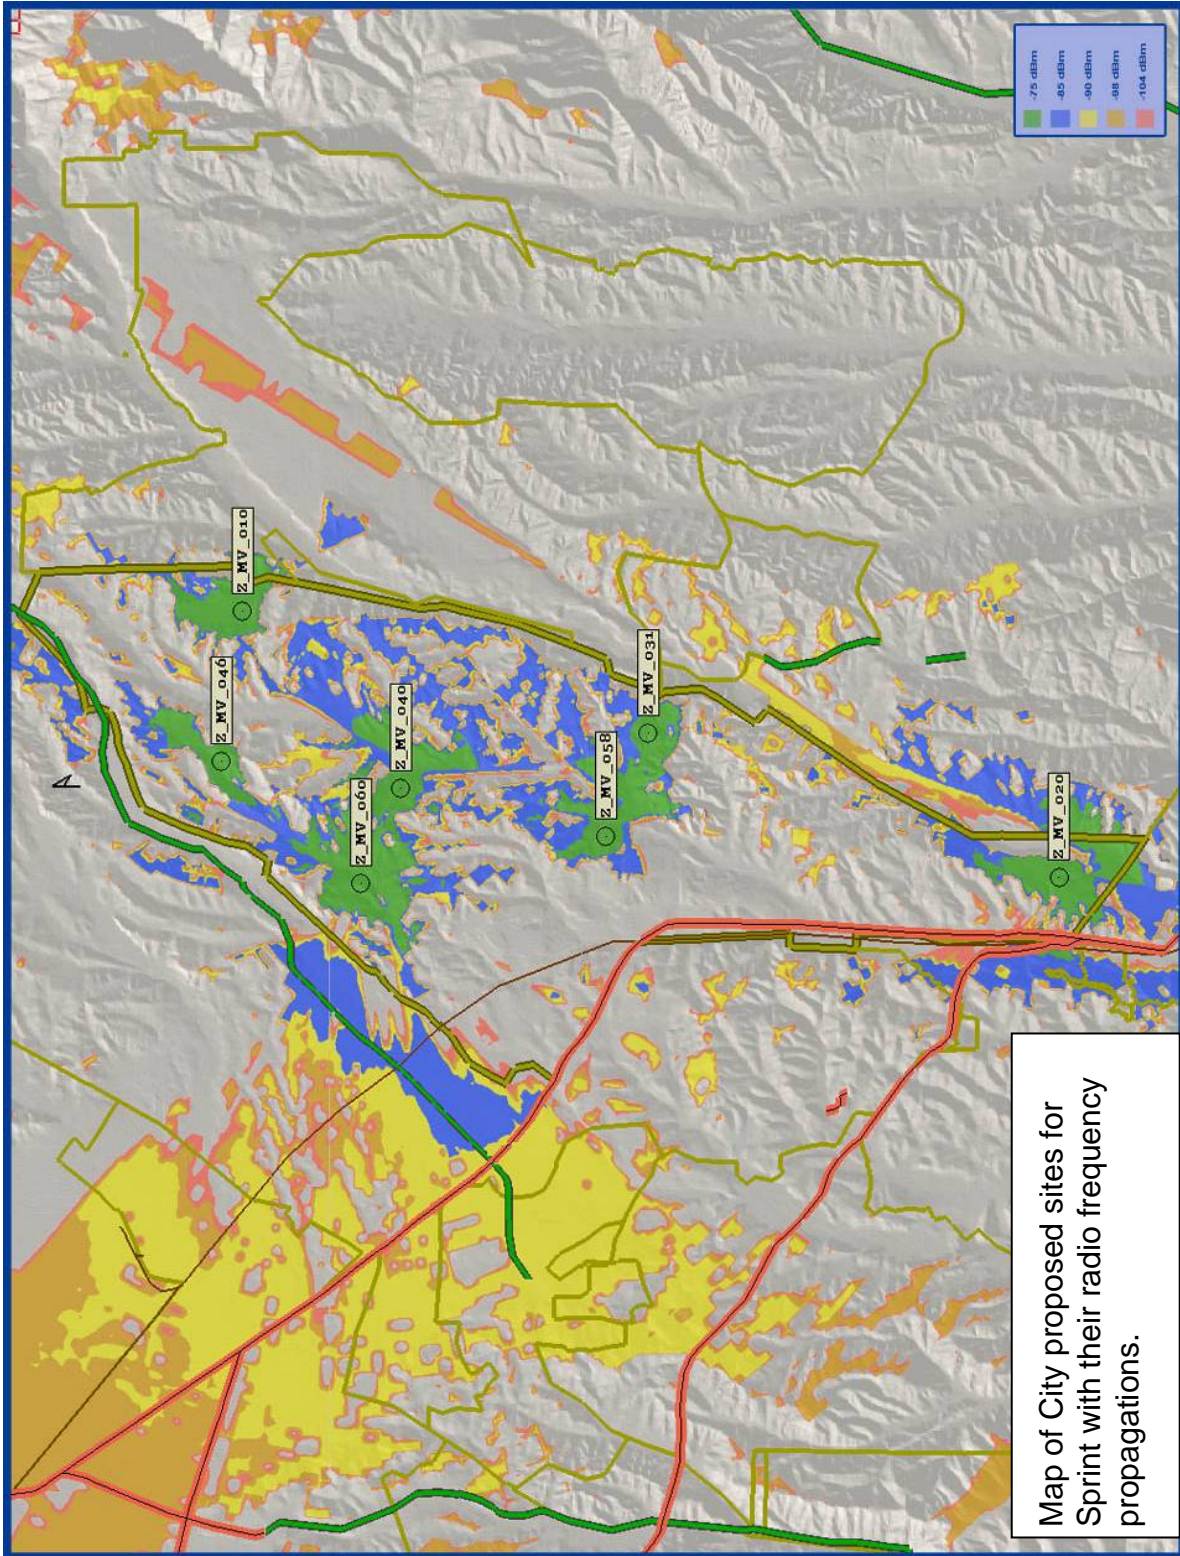 -75 dBm
-85 dBm
-90 dBm
-98 dBm
-104 dBm
Z_MV_010
Z_MV_046
Z_MV_040
Z_MV_031
Z_MV_060
Z_MV_058
Z_MV_020
Map of City proposed sites for
Sprint with their radio frequency
propagations.